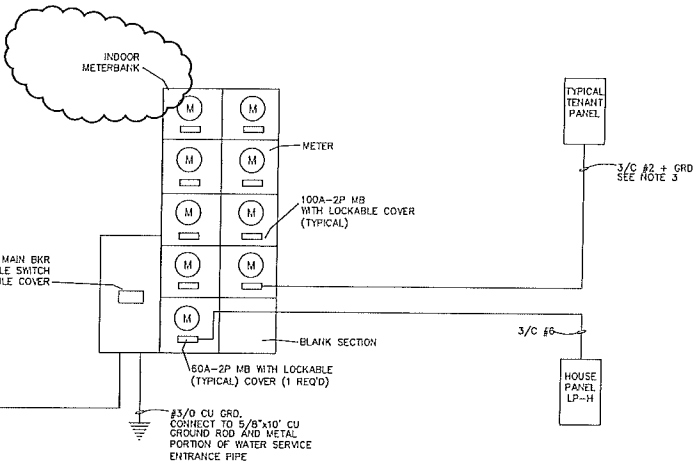 INDOOR
METERBANK
M
M
TYPICAL
TENANT
PANEL
METER
M
M
3/C #2 + GRD
SEE NOTE 3
100A-2P MB
WITH LOCKABLE COVER
(TYPICAL)
M
M
MAIN BKR
LE SWITCH
BLE COVER
M
M
M
3/C #6
BLANK SECTION
60A-2P MB WITH LOCKABLE
(TYPICAL) COVER (1 REQ'D)
HOUSE
PANEL
LP-H
#3/0 CU GRD.
CONNECT TO 5/8"x10' CU
GROUND ROD AND METAL
PORTION OF WATER SERVICE
ENTRANCE PIPE